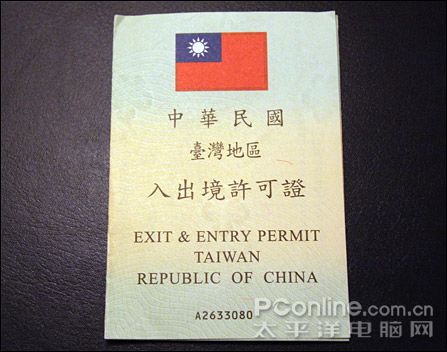 中華民國
臺灣地區
入出境許可證
EXIT & ENTRY PERMIT
TAIWAN
REPUBLIC OF CHINA
A2633080
PConline.com.cn
太平洋电脑网